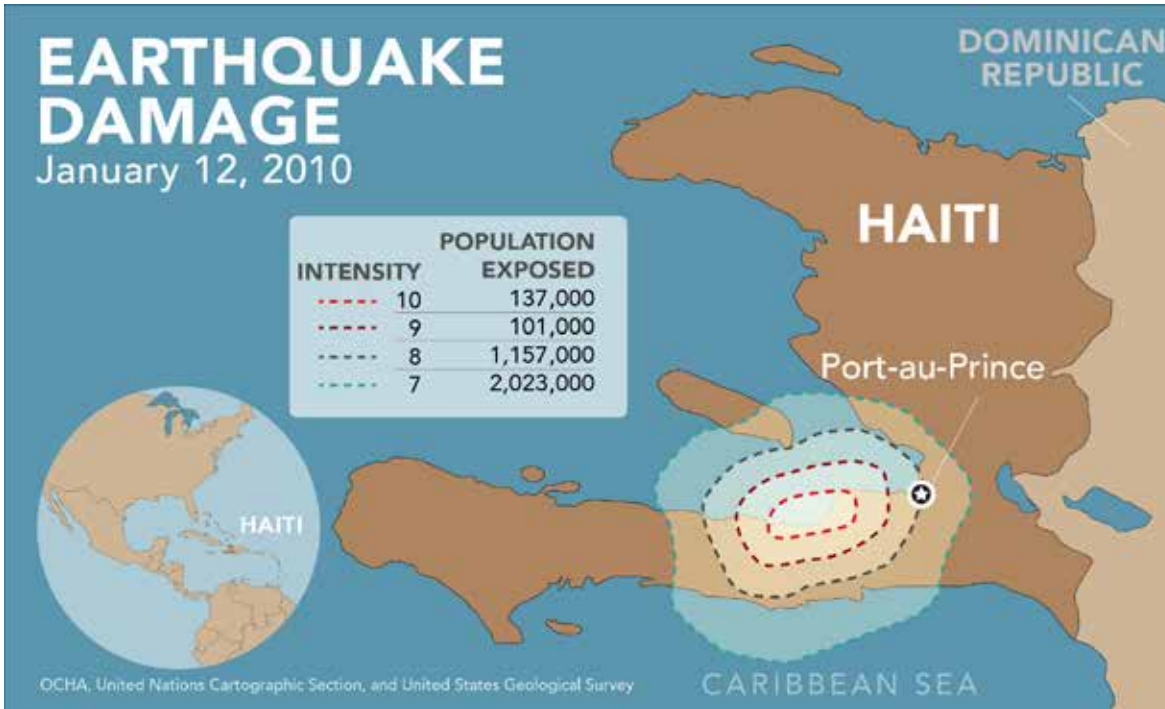 EARTHQUAKE
DAMAGE
January 12, 2010
DOMINICAN
REPUBLIC
HAITI
POPULATION
INTENSITY EXPOSED
10 137,000
9 101,000
8 1,157,000
7 2,023,000
Port-au-Prince
HAITI
OCHA, United Nations Cartographic Section, and United States Geological Survey
CARIBBEAN SEA